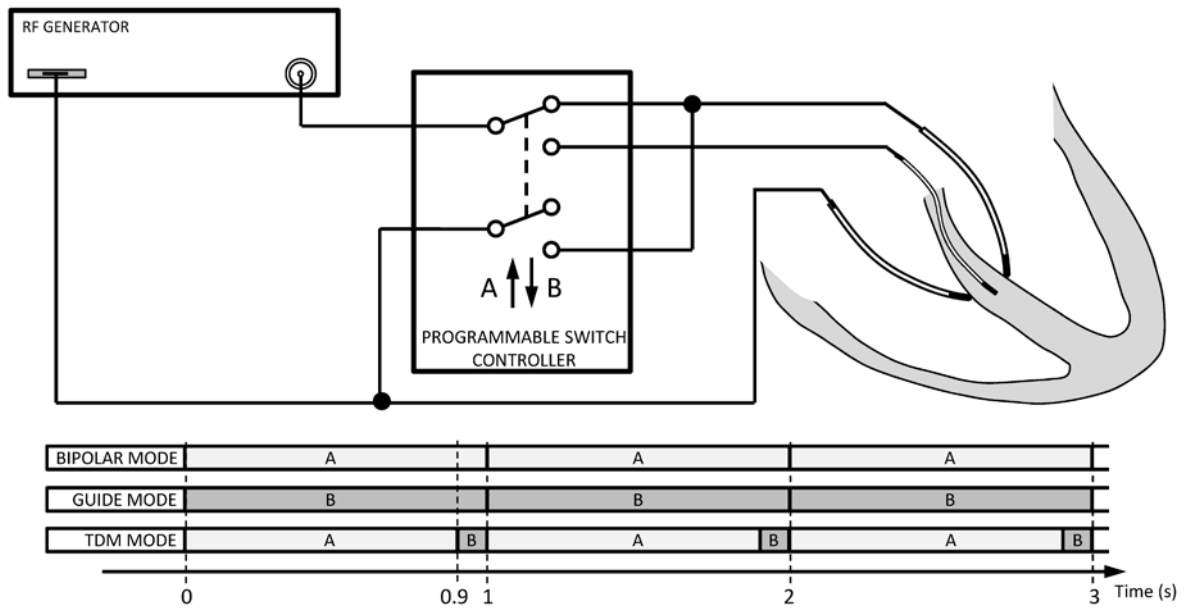 RF GENERATOR
A B
PROGRAMMABLE SWITCH
CONTROLLER
BIPOLAR MODE A A A
GUIDE MODE B B B
TDM MODE A B A B A B
0 0.9 1 2 3 Time (s)